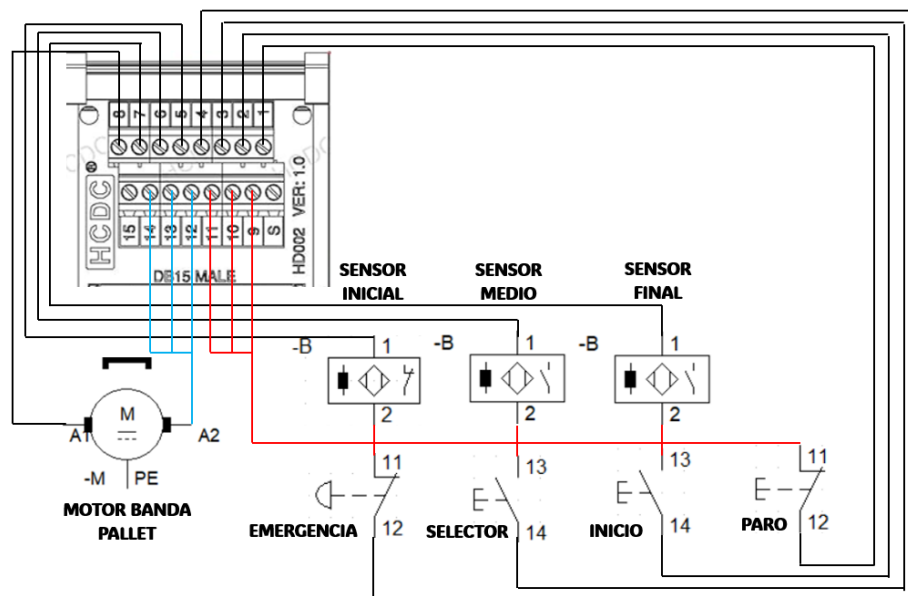 8 7 6 5 4 3 2 1
HCDC
15 14 13 12 11 10 9 S
HD002 VER: 1.0
DB15 MALE
SENSOR INICIAL
SENSOR MEDIO
SENSOR FINAL
-B 1
-B 1
-B 1
2
2
2
M
A1
A2
-M
PE
MOTOR BANDA
PALLET
11
13
13
11
EMERGENCIA
12
SELECTOR
14
INICIO
14
PARO
12